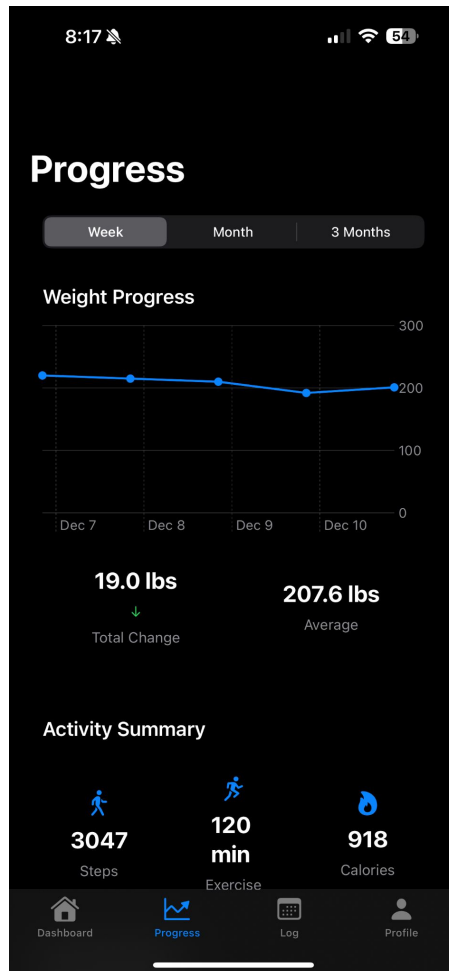 8:17 54
Progress
Week Month 3 Months
Weight Progress
300
200
100
0
Dec 7 Dec 8 Dec 9 Dec 10
19.0 lbs
↓
Total Change
207.6 lbs
Average
Activity Summary
3047
Steps
120
min
Exercise
918
Calories
Dashboard Progress Log Profile